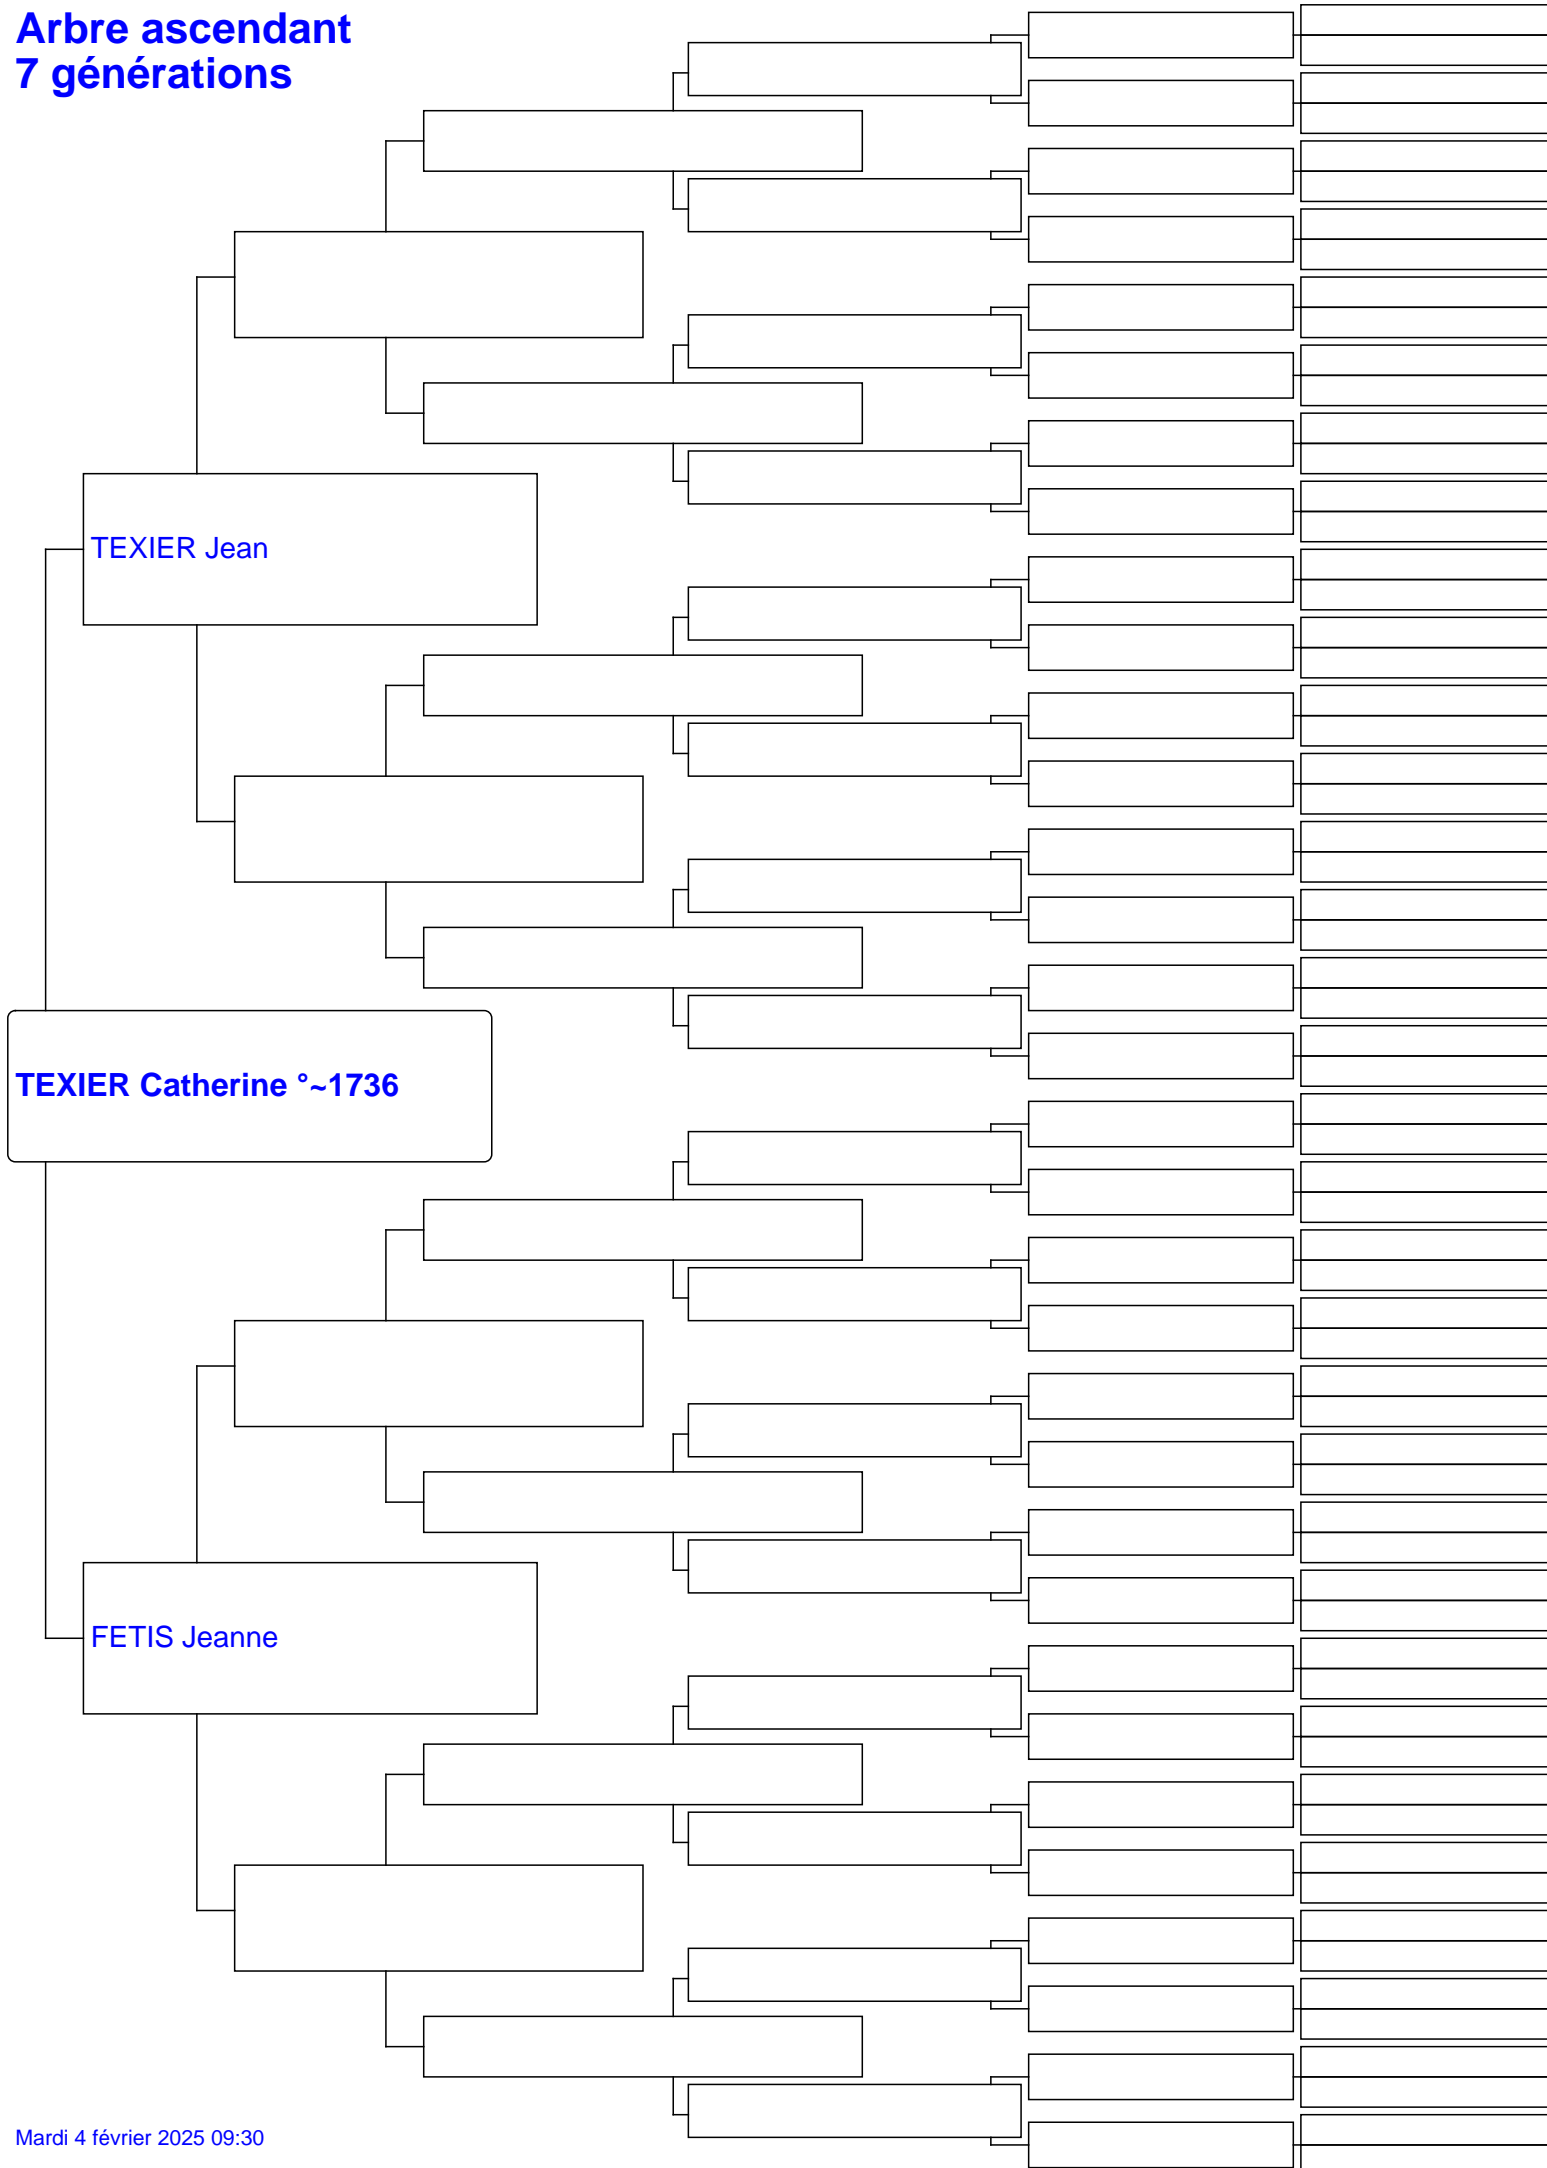 Arbre ascendant
7 générations
TEXIER Jean
TEXIER Catherine °~1736
FETIS Jeanne
Mardi 4 février 2025 09:30